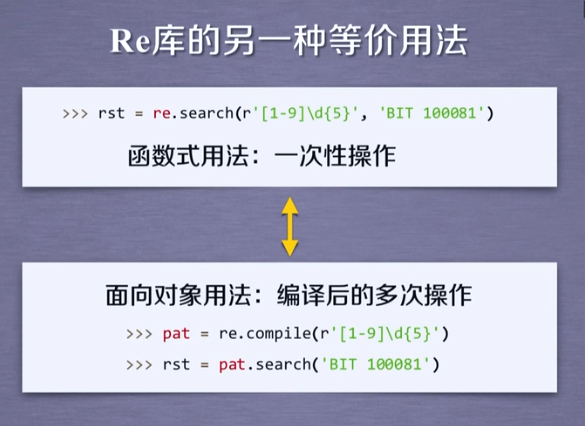 Re库的另一种等价用法
>>> rst = re.search(r'[1-9]\d{5}', 'BIT 100081')
函数式用法：一次性操作
面向对象用法：编译后的多次操作
>>> pat = re.compile(r'[1-9]\d{5}')
>>> rst = pat.search('BIT 100081')